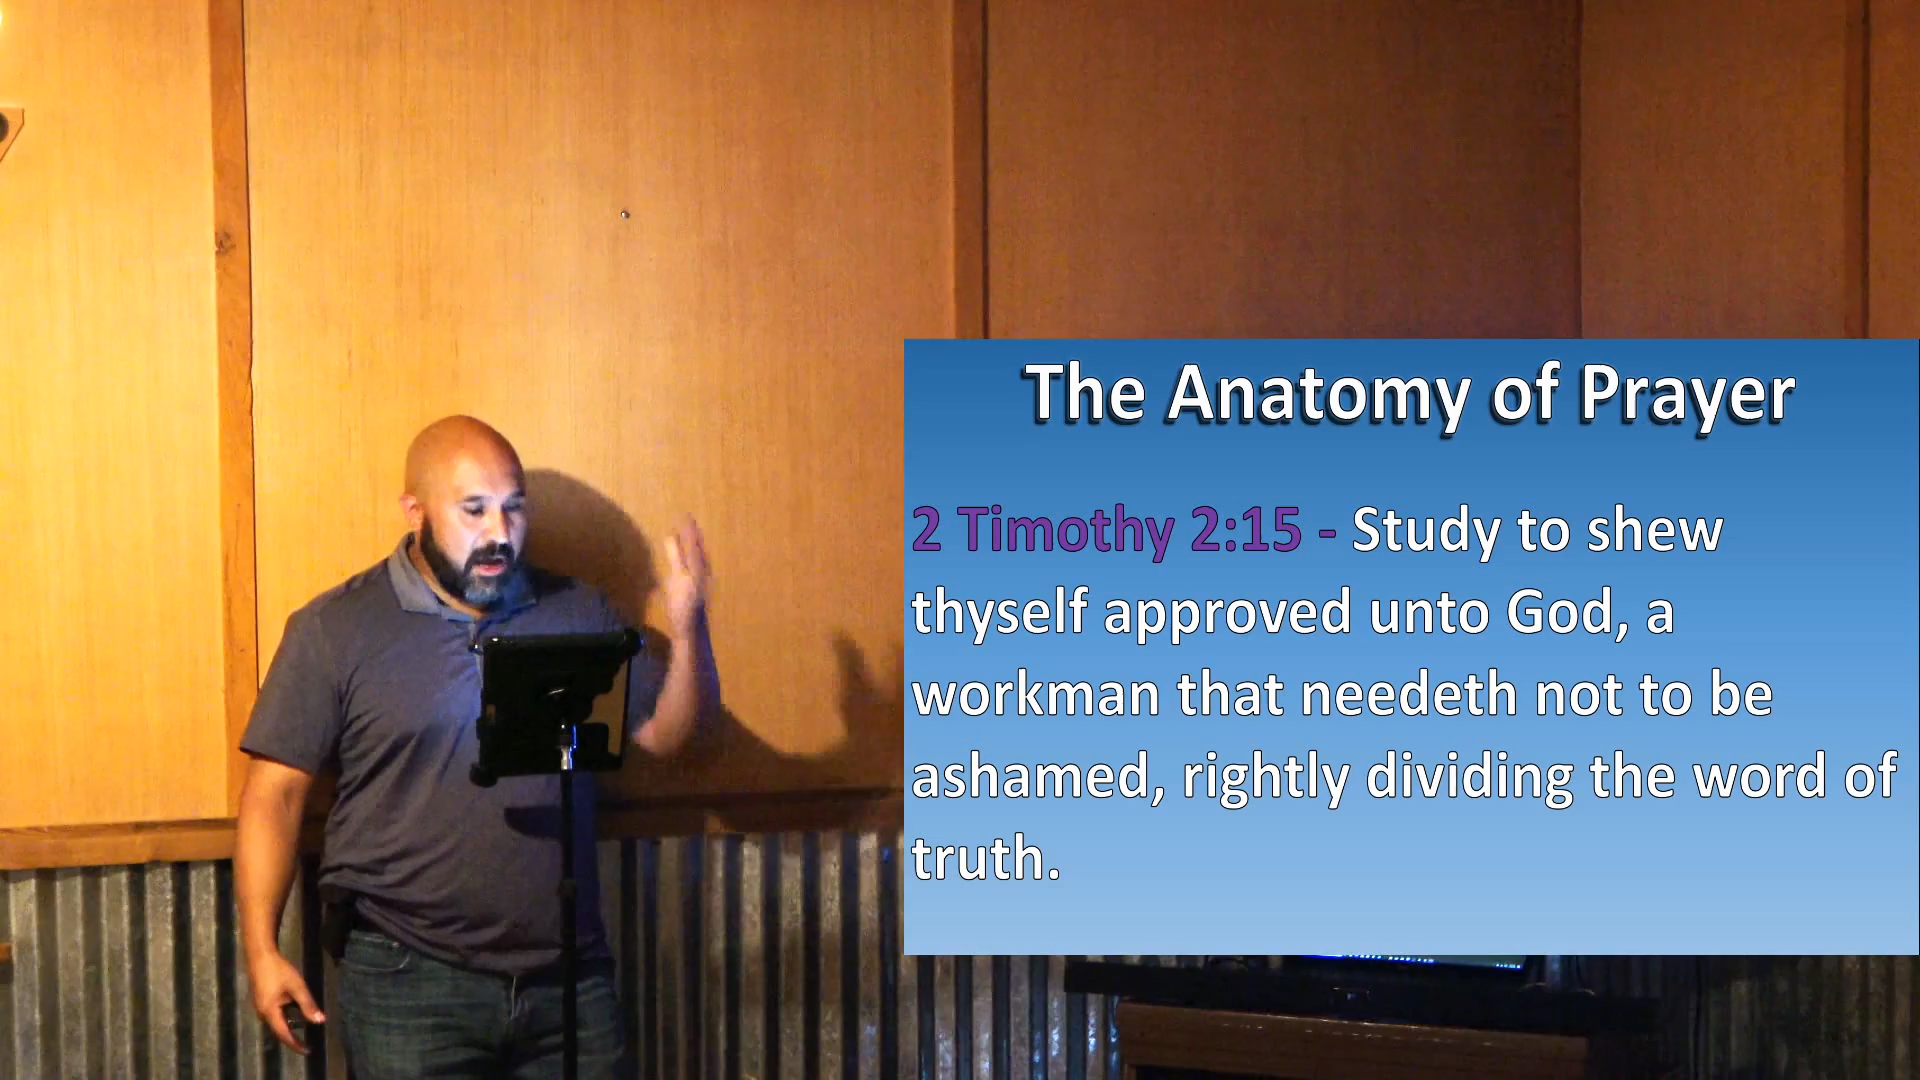 The Anatomy of Prayer
2 Timothy 2:15 - Study to shew
thyself approved unto God, a
workman that needeth not to be
ashamed, rightly dividing the word of
truth.